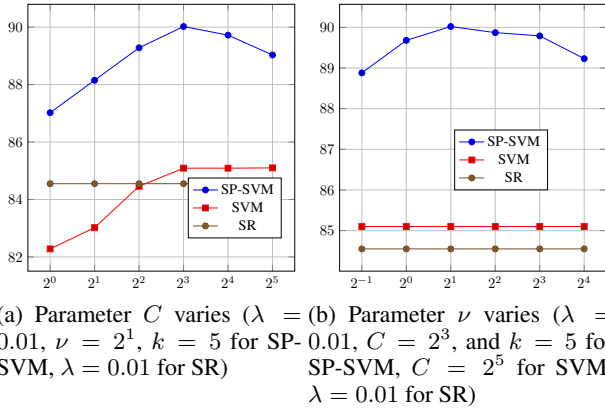 90
88
86
84
82
2^0 2^1 2^2 2^3 2^4 2^5
SP-SVM
SVM
SR
90
89
88
87
86
85
2^-1 2^0 2^1 2^2 2^3 2^4
SP-SVM
SVM
SR
(a) Parameter C varies (λ =
0.01, ν = 2^1, k = 5 for SP-
SVM, λ = 0.01 for SR)
(b) Parameter ν varies (λ =
0.01, C = 2^3, and k = 5 for
SP-SVM, C = 2^5 for SVM
λ = 0.01 for SR)